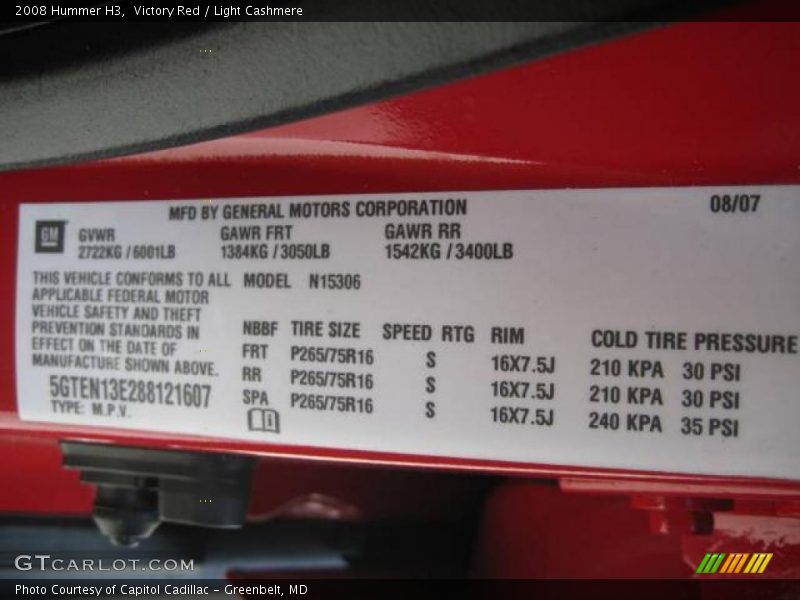 2008 Hummer H3,  Victory Red / Light Cashmere
MFD BY GENERAL MOTORS CORPORATION 08/07
GM
GVWR GAWR FRT GAWR RR
2722KG / 6001LB 1384KG / 3050LB 1542KG / 3400LB
THIS VEHICLE CONFORMS TO ALL MODEL N15306
APPLICABLE FEDERAL MOTOR
VEHICLE SAFETY AND THEFT
PREVENTION STANDARDS IN
EFFECT ON THE DATE OF
MANUFACTURE SHOWN ABOVE.
5GTEN13E288121607
TYPE: M.P.V.
NBBF TIRE SIZE SPEED RTG RIM COLD TIRE PRESSURE
FRT P265/75R16 S 16X7.5J 210 KPA 30 PSI
RR P265/75R16 S 16X7.5J 210 KPA 30 PSI
SPA P265/75R16 S 16X7.5J 240 KPA 35 PSI
GTCARLOT.COM
Photo Courtesy of Capitol Cadillac - Greenbelt, MD